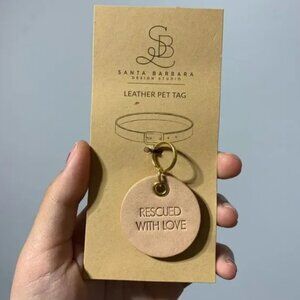 SB
SANTA BARBARA
DESIGN STUDIO
LEATHER PET TAG
RESCUED
WITH LOVE